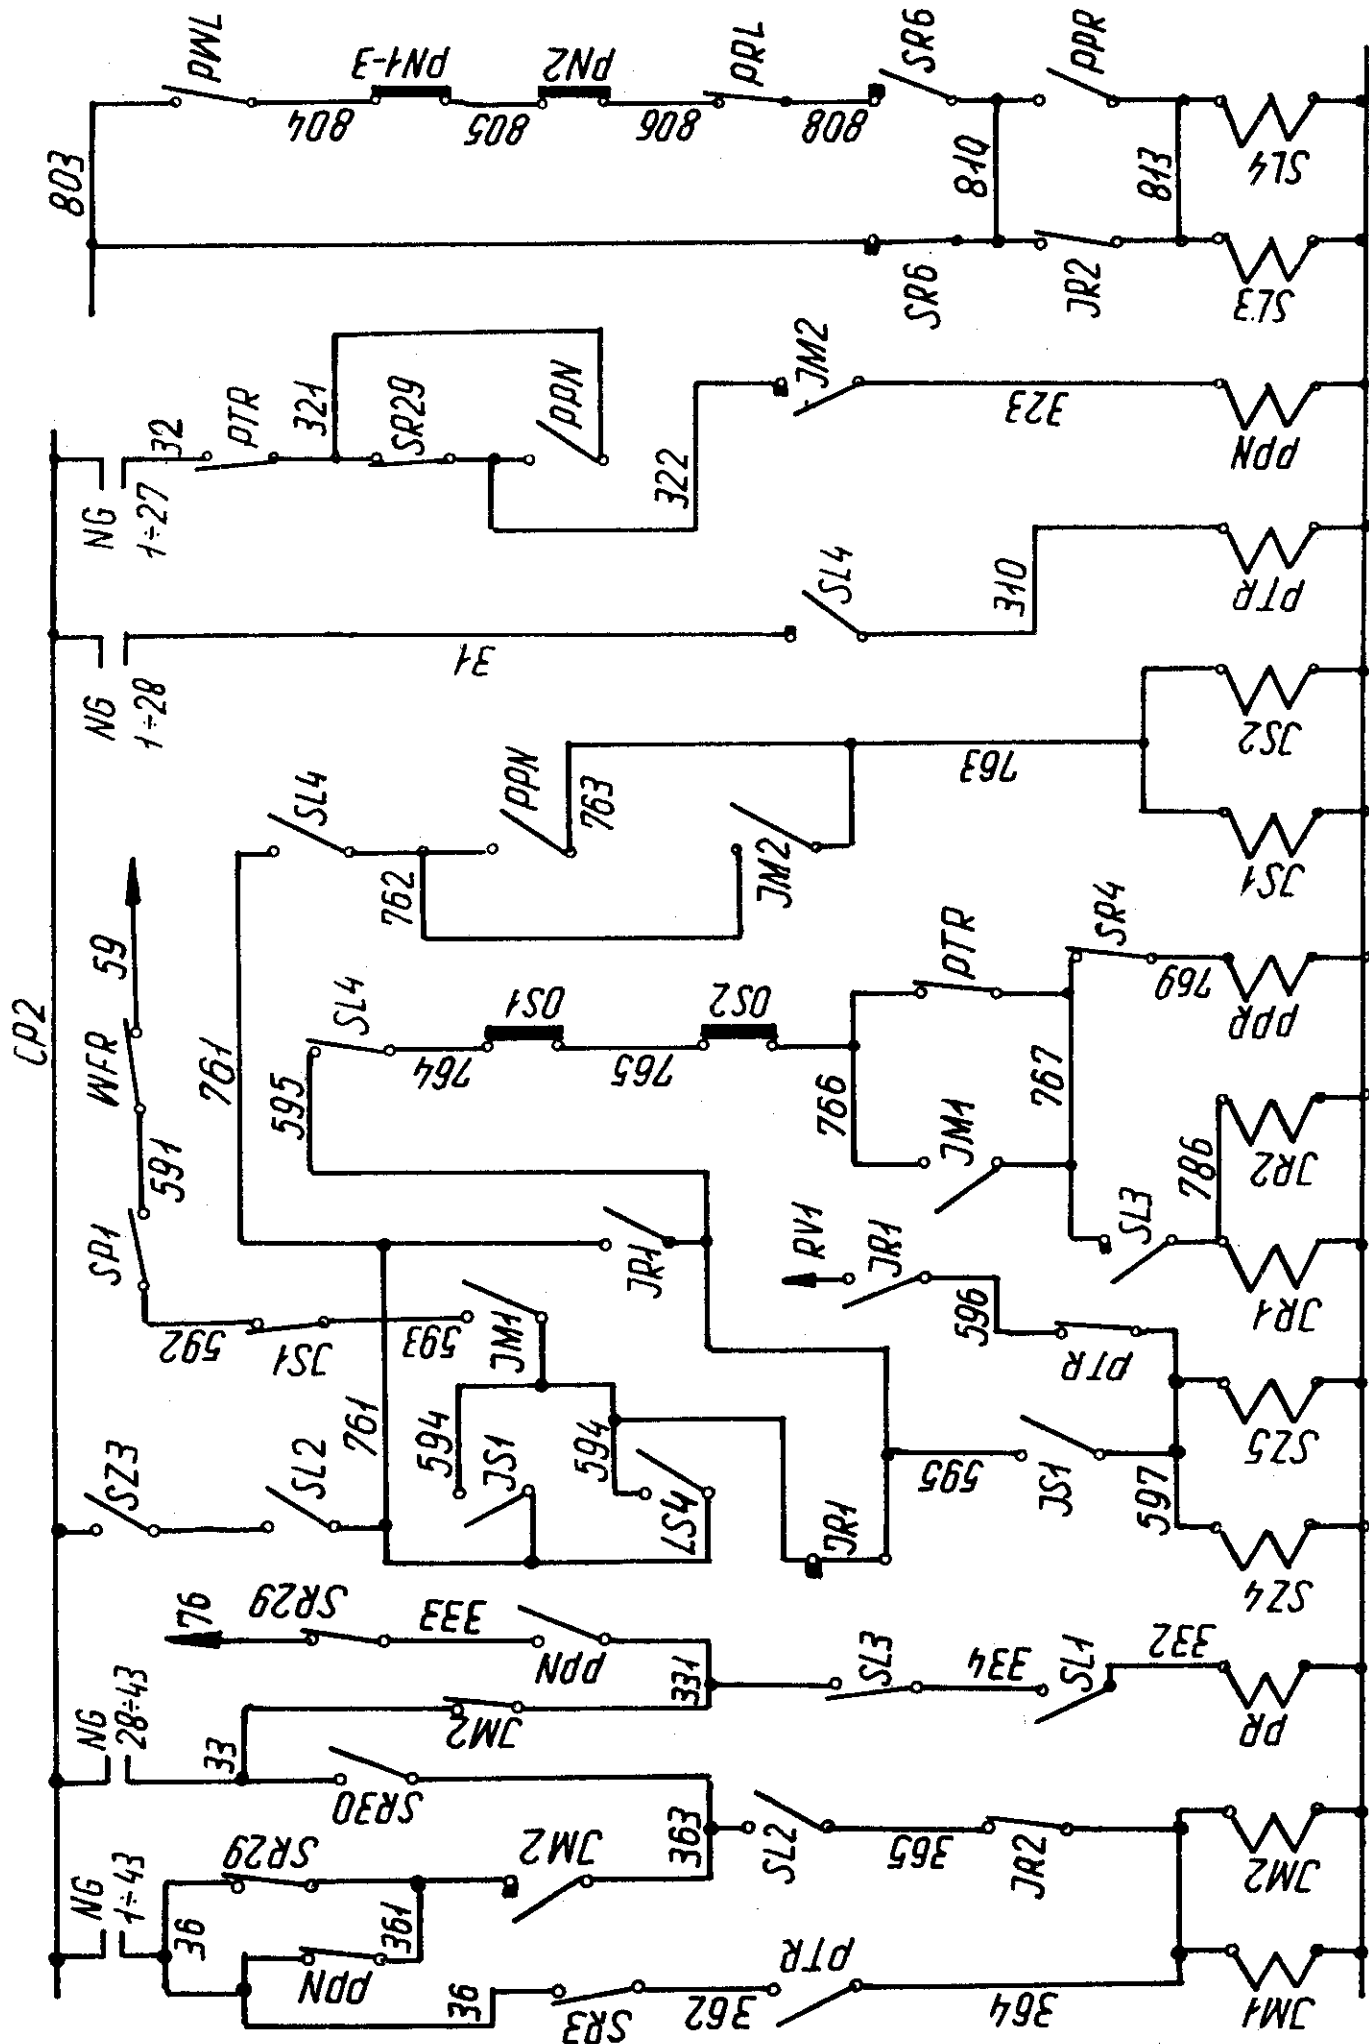 CP2
803
PWL
804
PN1-3
805
PN2
806
PRL
808
SR6
810
PPR
813
SL4
SR6
JR2
SL3
NG
1÷27
32
PTR
321
SR29
PPN
322
JM2
323
PPN
NG
1÷28
31
SL4
310
PTR
SL4
762
PPN
763
JM2
763
JS2
JS1
59
WFR
591
SP1
592
JS1
593
JM1
594
JS1
594
LS4
761
761
595
SL4
764
OS1
765
OS2
766
PTR
JM1
767
SR4
769
PPR
SL3
786
JR2
JR1
JR1
RV1
JR1
596
PTR
JR1
595
JS1
597
SZ5
SZ4
SZ3
SL2
76
SR29
333
PPN
331
SL3
334
SL1
332
PR
NG
28÷43
33
JM2
SR30
363
SL2
365
JR2
JM2
NG
1÷43
36
SR29
JM2
361
PPN
36
SR3
362
PTR
364
JM1